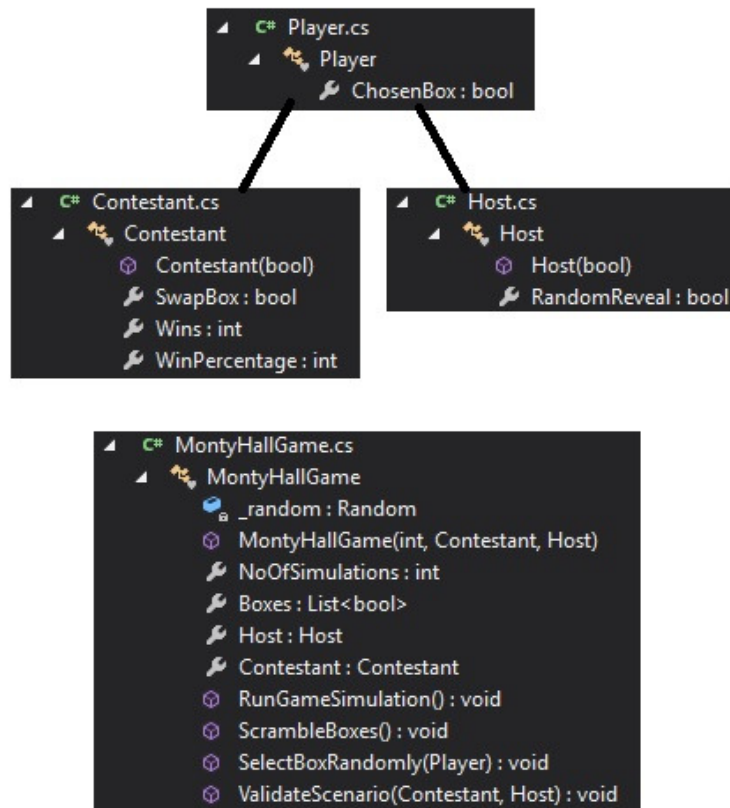 C# Player.cs
Player
ChosenBox : bool
C# Contestant.cs
Contestant
Contestant(bool)
SwapBox : bool
Wins : int
WinPercentage : int
C# Host.cs
Host
Host(bool)
RandomReveal : bool
C# MontyHallGame.cs
MontyHallGame
_random : Random
MontyHallGame(int, Contestant, Host)
NoOfSimulations : int
Boxes : List<bool>
Host : Host
Contestant : Contestant
RunGameSimulation() : void
ScrambleBoxes() : void
SelectBoxRandomly(Player) : void
ValidateScenario(Contestant, Host) : void